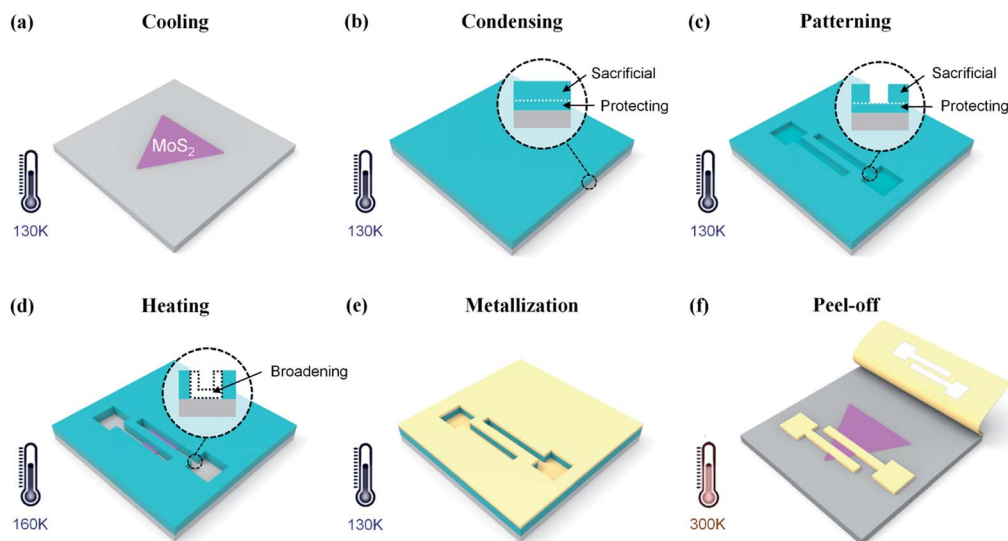 (a) Cooling
MoS₂
130K
(b) Condensing
Sacrificial
Protecting
130K
(c) Patterning
Sacrificial
Protecting
130K
(d) Heating
Broadening
160K
(e) Metallization
130K
(f) Peel-off
300K